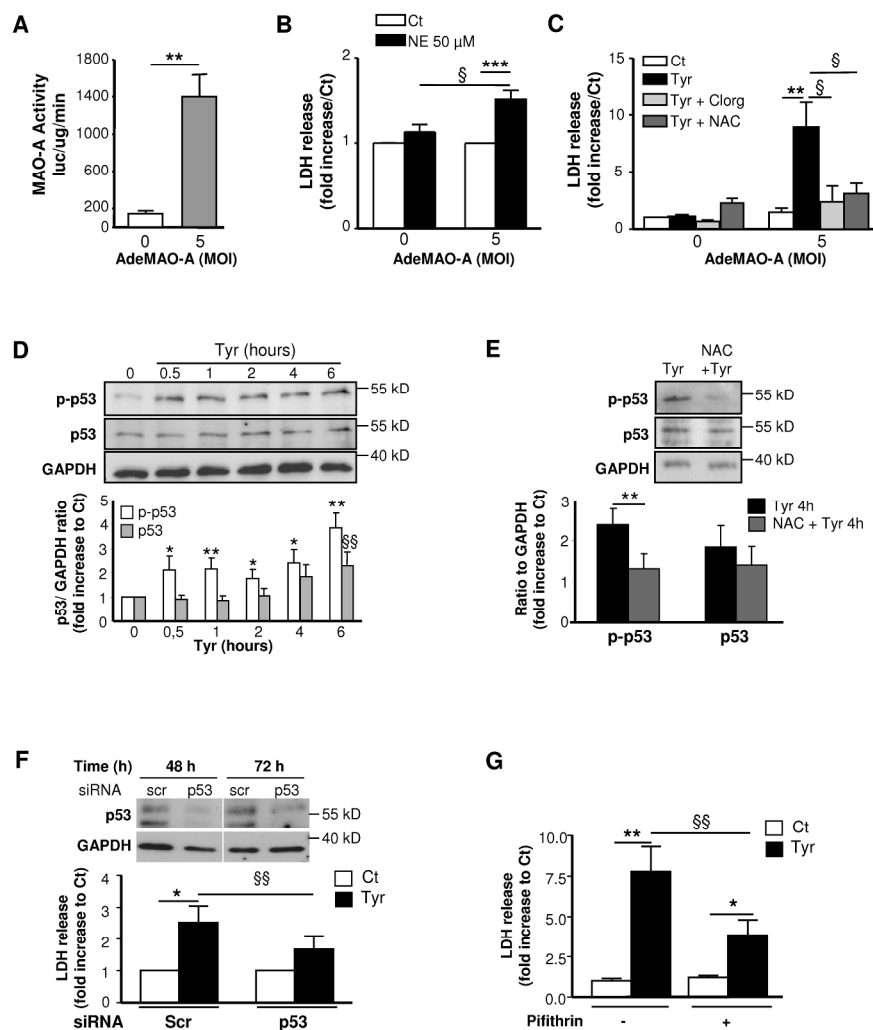 A
MAO-A Activity
luc/ug/min
1800
1400
1000
600
200
**
0 5
AdeMAO-A (MOI)
B
Ct
NE 50 µM
LDH release
(fold increase/Ct)
2
1
0
§ ***
0 5
AdeMAO-A (MOI)
C
Ct
Tyr
Tyr + Clorg
Tyr + NAC
LDH release
(fold increase/Ct)
15
10
5
0
§
** §
0 5
AdeMAO-A (MOI)
D
Tyr (hours)
0 0.5 1 2 4 6
p-p53 55 kD
p53 55 kD
40 kD
GAPDH
p-p53
p53
p53/ GAPDH ratio
(fold increase to Ct)
5
4
3
2
1
0
* ** * * ** §§
0 0,5 1 2 4 6
Tyr (hours)
E
NAC
Tyr +Tyr
p-p53 55 kD
p53 55 kD
GAPDH 40 kD
Tyr 4h
NAC + Tyr 4h
Ratio to GAPDH
(fold increase to Ct)
3
2
1
0
**
p-p53 p53
F
Time (h) 48 h 72 h
siRNA scr p53 scr p53
p53 55 kD
40 kD
GAPDH
Ct
Tyr
LDH release
(fold increase to Ct)
4
3
2
1
0
* §§
siRNA Scr p53
G
Ct
Tyr
LDH release
(fold increase to Ct)
10.0
7.5
5.0
2.5
0.0
** §§
*
Pifithrin - +